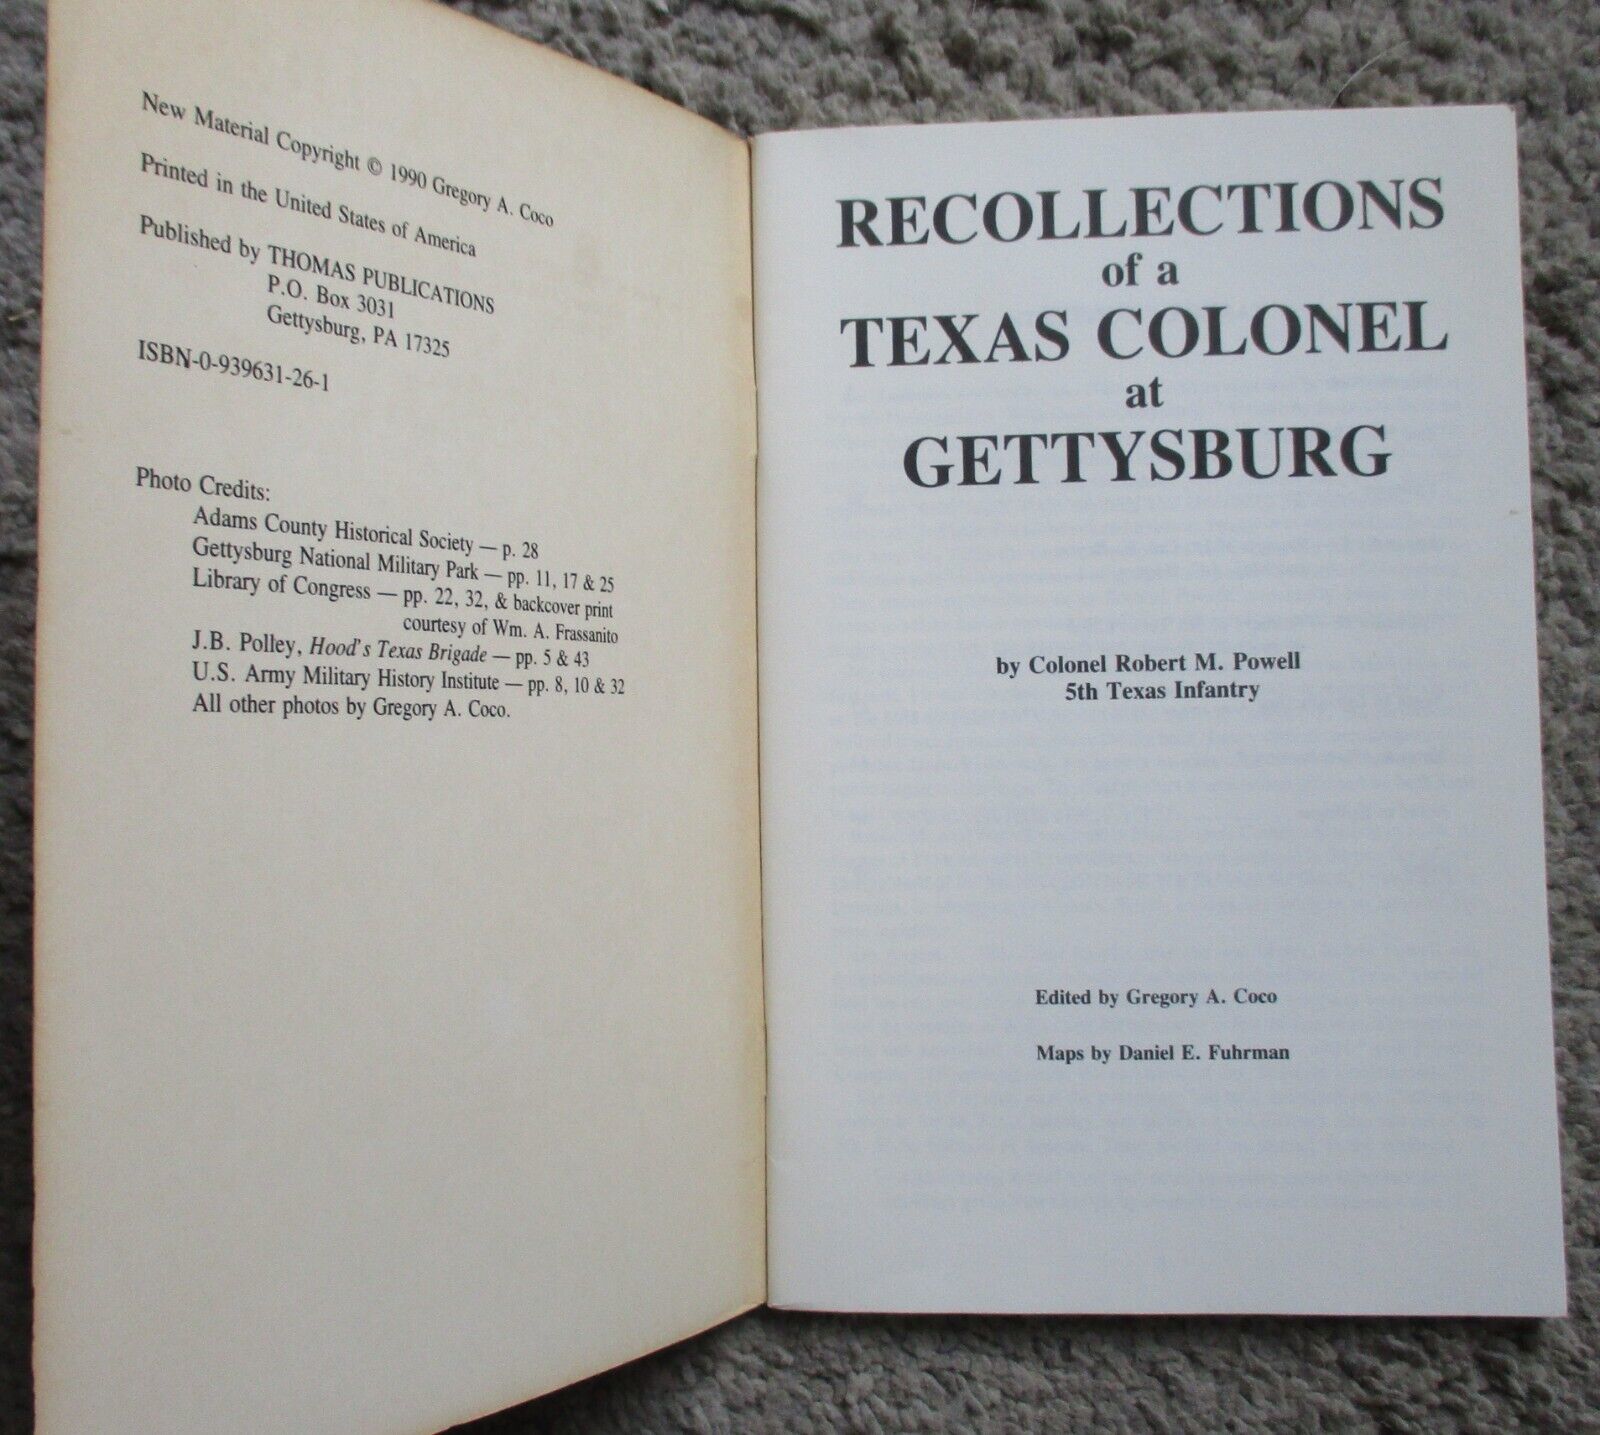 New Material Copyright © 1990 Gregory A. Coco
Printed in the United States of America
Published by THOMAS PUBLICATIONS
P.O. Box 3031
Gettysburg, PA 17325
ISBN-0-939631-26-1
Photo Credits:
Adams County Historical Society — p. 28
Gettysburg National Military Park — pp. 11, 17 & 25
Library of Congress — pp. 22, 32, & backcover print
courtesy of Wm. A. Frassanito
J.B. Polley, Hood's Texas Brigade — pp. 5 & 43
U.S. Army Military History Institute — pp. 8, 10 & 32
All other photos by Gregory A. Coco.
RECOLLECTIONS
of a
TEXAS COLONEL
at
GETTYSBURG
by Colonel Robert M. Powell
5th Texas Infantry
Edited by Gregory A. Coco
Maps by Daniel E. Fuhrman